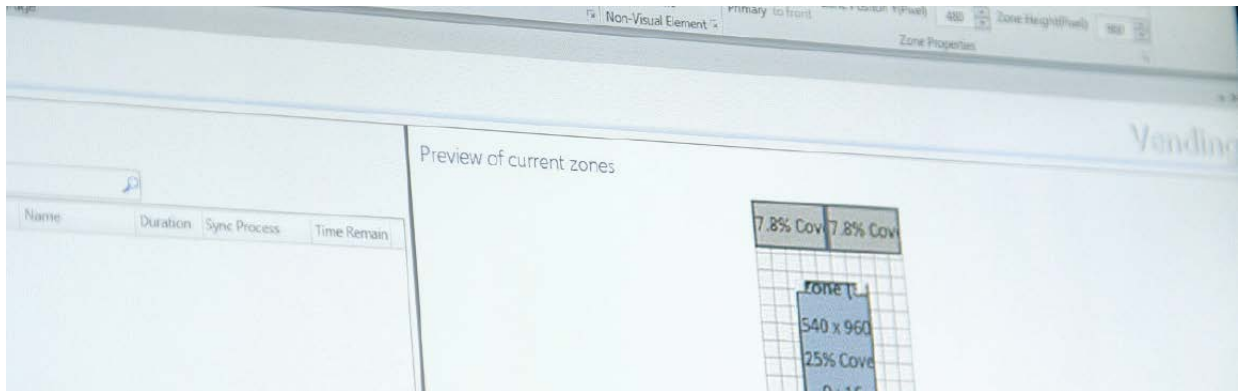 Non-Visual Element
Primary to front
480
Zone Height(Pixel)
Zone Properties
Vending
Preview of current zones
Name Duration Sync Process Time Remain
7.8% Cov 7.8% Cov
zone
540 x 960
25% Cove